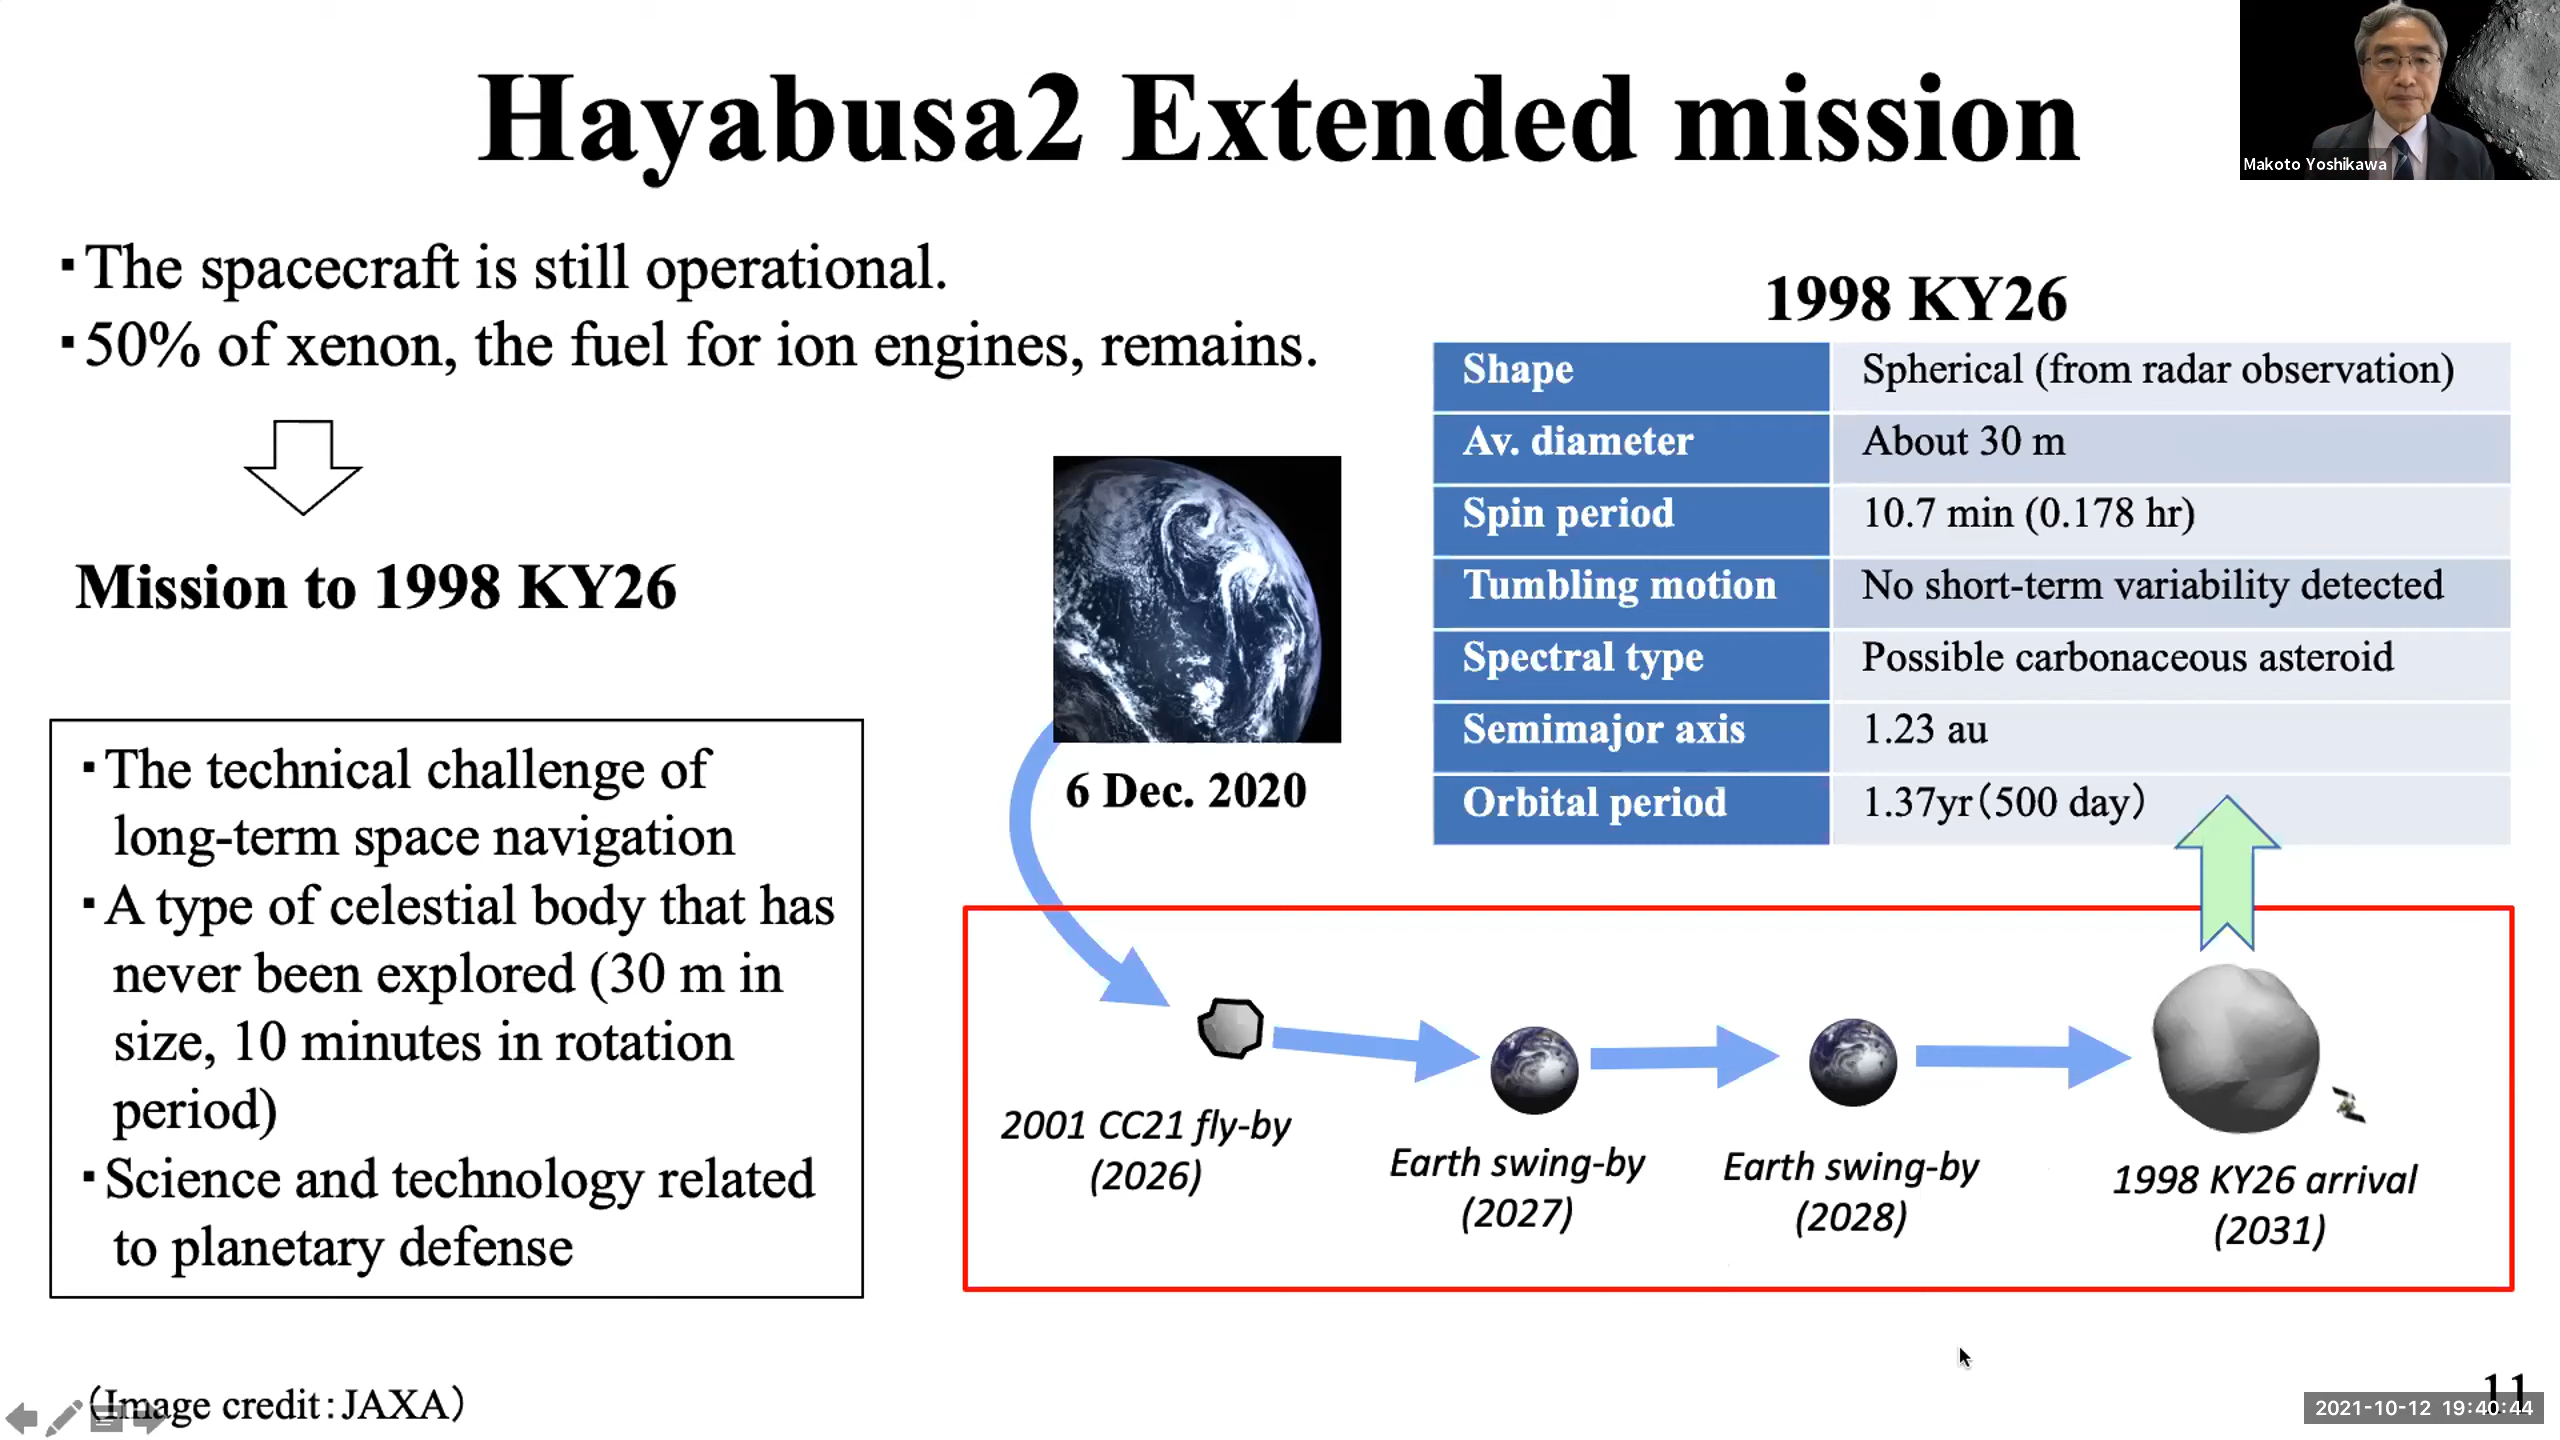 Hayabusa2 Extended mission
Makoto Yoshikawa
▪The spacecraft is still operational.
▪50% of xenon, the fuel for ion engines, remains.
Mission to 1998 KY26
▪The technical challenge of
long-term space navigation
▪A type of celestial body that has
never been explored (30 m in
size, 10 minutes in rotation
period)
▪Science and technology related
to planetary defense
6 Dec. 2020
1998 KY26
Shape Spherical (from radar observation)
Av. diameter About 30 m
Spin period 10.7 min (0.178 hr)
Tumbling motion No short-term variability detected
Spectral type Possible carbonaceous asteroid
Semimajor axis 1.23 au
Orbital period 1.37yr(500 day)
2001 CC21 fly-by
(2026)
Earth swing-by
(2027)
Earth swing-by
(2028)
1998 KY26 arrival
(2031)
(Image credit:JAXA)
11
2021-10-12 19:40:44